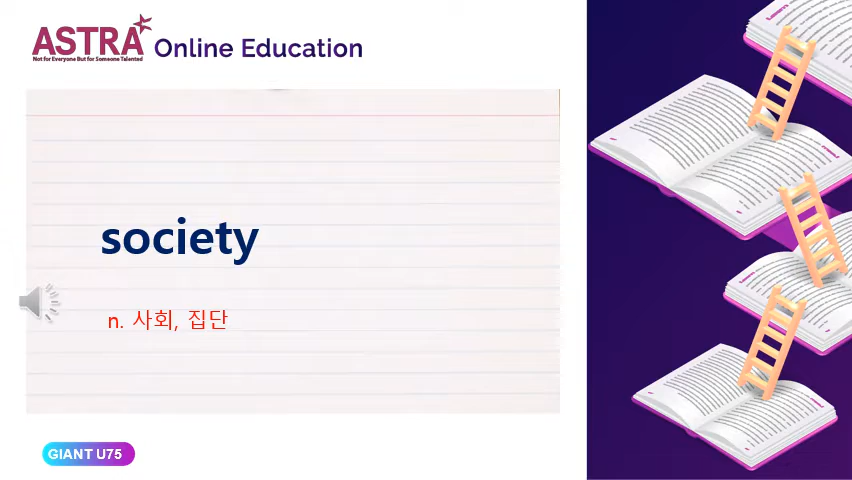 ASTRA Online Education
Not for Everyone But for Someone Talented
society
n. 사회, 집단
GIANT U75